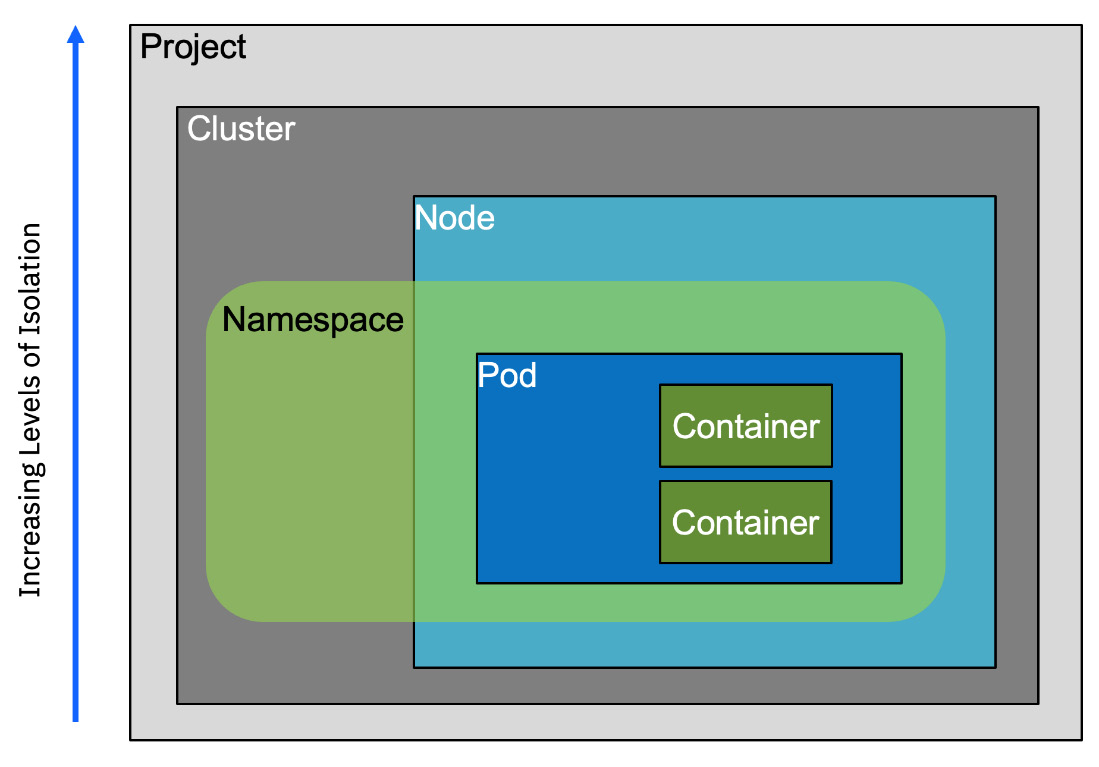 Project
Cluster
Node
Namespace
Pod
Container
Container
Increasing Levels of Isolation